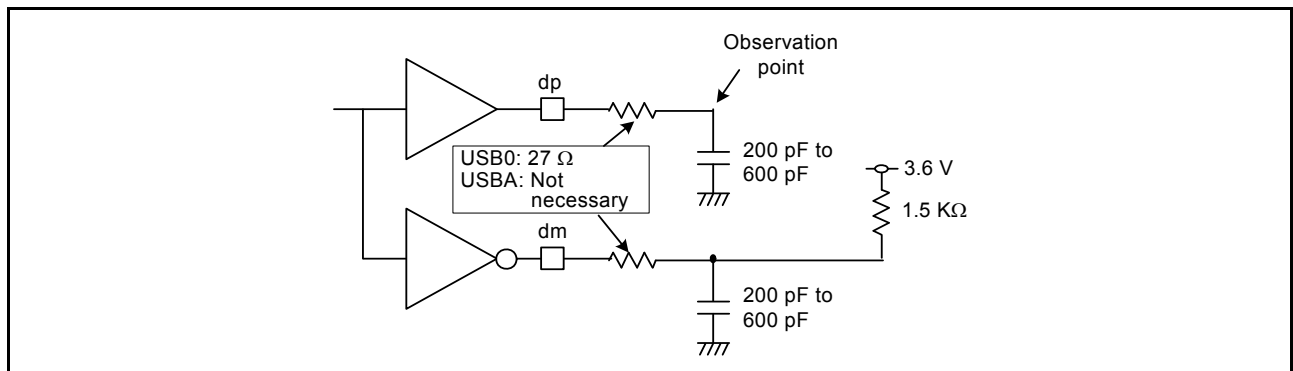 Observation
point
dp
USB0: 27 Ω
USBA: Not
necessary
200 pF to
600 pF
3.6 V
1.5 KΩ
dm
200 pF to
600 pF